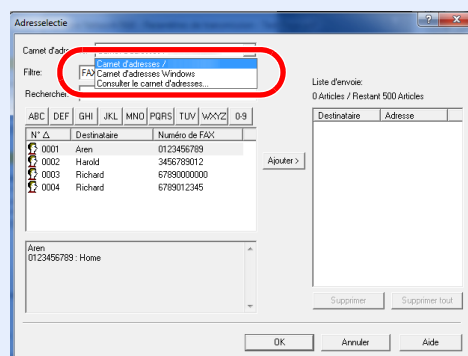 Adresselectie
Carnet d'adre
Carnet d'adresses /
Carnet d'adresses Windows
Consulter le carnet d'adresses...
Filtre:
FAX
Rechercher:
Liste d'envoie:
0 Articles / Restant 500 Articles
ABC DEF GHI JKL MNO PQRS TUV WXYZ 0-9
Destinataire Adresse
N° Destinataire Numéro de FAX
0001 Aren 0123456789
0002 Harold 3456789012
0003 Richard 67890000000
0004 Richard 6789012345
Ajouter >
Aren
0123456789 : Home
Supprimer Supprimer tout
OK Annuler Aide